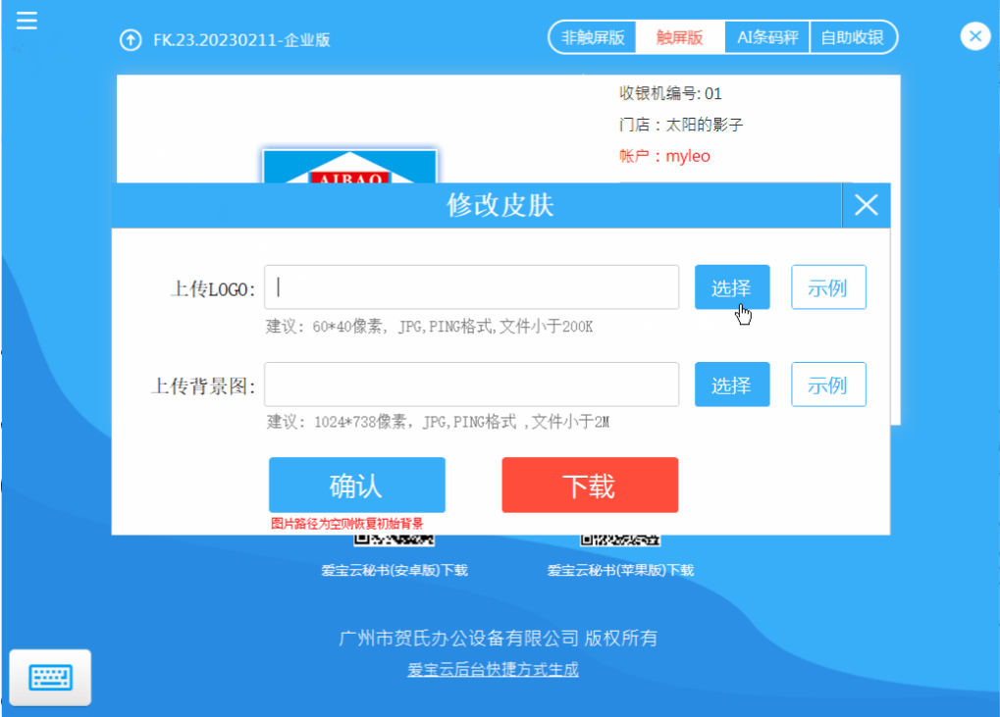 FK.23.20230211-企业版
非触屏版 触屏版 AI条码秤 自助收银
收银机编号: 01
门店：太阳的影子
帐户：myleo
AIBAO
修改皮肤
上传LOGO: 选择 示例
建议: 60*40像素, JPG,PING格式,文件小于200K
上传背景图: 选择 示例
建议: 1024*738像素, JPG,PING格式 ,文件小于2M
确认 下载
图片路径为空则恢复初始背景
爱宝云秘书(安卓版)下载 爱宝云秘书(苹果版)下载
广州市贺氏办公设备有限公司 版权所有
爱宝云后台快捷方式生成